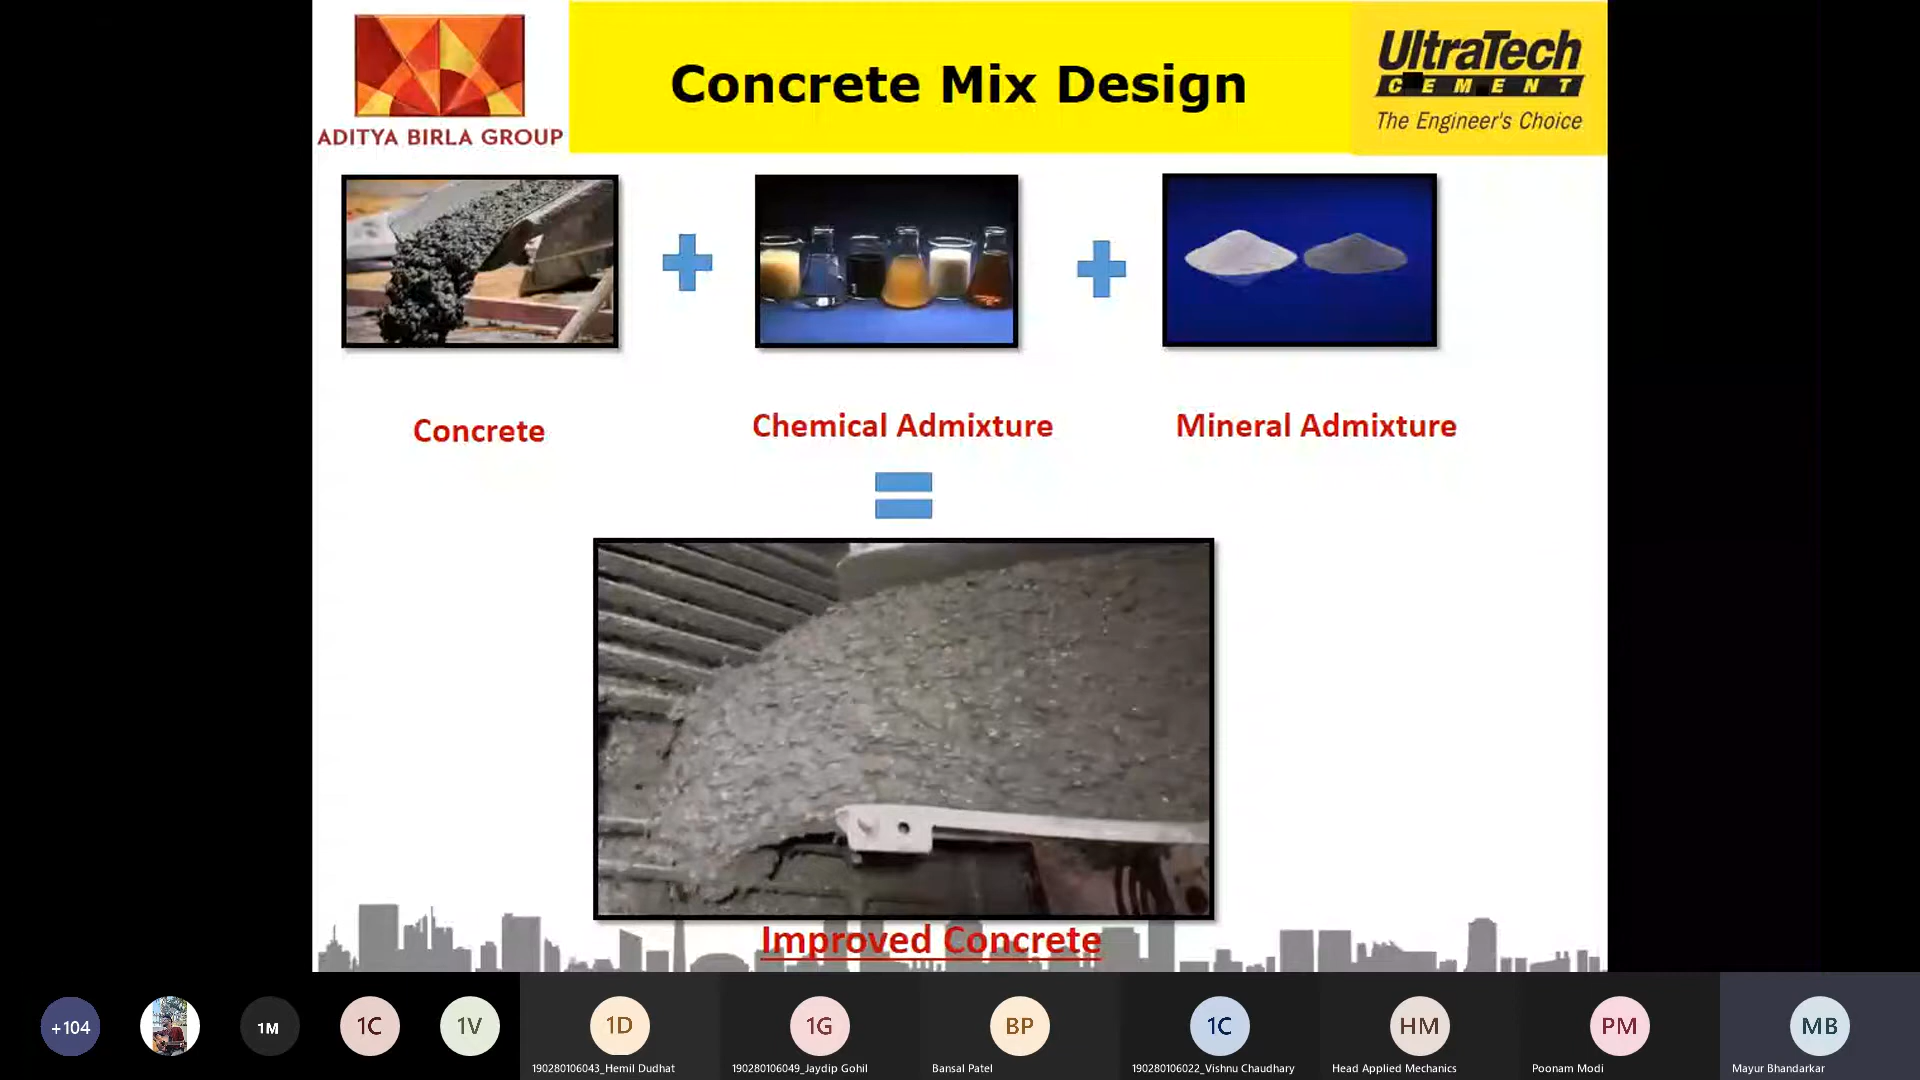 ADITYA BIRLA GROUP
Concrete Mix Design
UltraTech
CEMENT
The Engineer's Choice
Concrete
Chemical Admixture
Mineral Admixture
Improved Concrete
+104
1M
1C
1V
1D
1G
BP
1C
HM
PM
MB
190280106043_Hemil Dudhat
190280106049_Jaydip Gohil
Bansal Patel
190280106022_Vishnu Chaudhary
Head Applied Mechanics
Poonam Modi
Mayur Bhandarkar